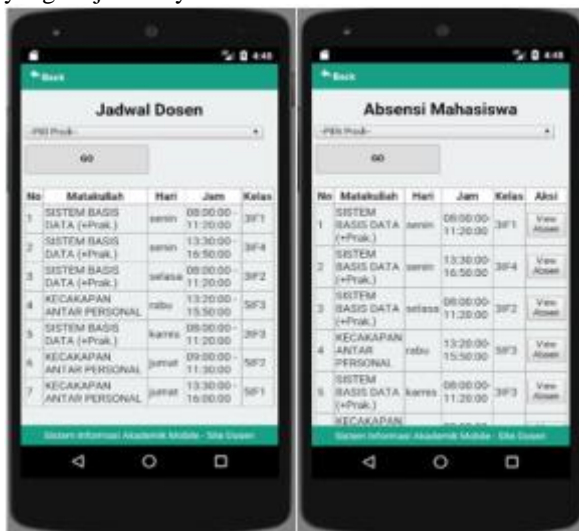 4:48
Back
Jadwal Dosen
GO
No Matakuliah Hari Jam Kelas
1 SISTEM BASIS DATA (+Prak.) senin 08:00:00 - 11:20:00 3IF1
2 SISTEM BASIS DATA (+Prak.) senin 13:30:00 - 16:50:00 3IF4
3 SISTEM BASIS DATA (+Prak.) selasa 08:00:00 - 11:20:00 3IF2
4 KECAKAPAN ANTAR PERSONAL rabu 13:20:00 - 15:50:00 5IF3
5 SISTEM BASIS DATA (+Prak.) kamis 08:00:00 - 11:20:00 3IF3
6 KECAKAPAN ANTAR PERSONAL jumat 09:00:00 - 11:30:00 5IF2
7 KECAKAPAN ANTAR PERSONAL jumat 13:30:00 - 16:00:00 5IF1
Sistem Informasi Akademik Mobile - Site Dosen
4:48
Back
Absensi Mahasiswa
-Pilih Prodi-
GO
No Matakuliah Hari Jam Kelas Aksi
1 SISTEM BASIS DATA (+Prak.) senin 08:00:00- 11:20:00 3IF1 View Absen
2 SISTEM BASIS DATA (+Prak.) senin 13:30:00- 16:50:00 3IF4 View Absen
3 SISTEM BASIS DATA (+Prak.) selasa 08:00:00- 11:20:00 3IF2 View Absen
4 KECAKAPAN ANTAR PERSONAL rabu 13:20:00- 15:50:00 5IF3 View Absen
5 SISTEM BASIS DATA (+Prak.) kamis 08:00:00- 11:20:00 3IF3 View Absen
KECAKAPAN
Sistem Informasi Akademik Mobile - Site Dosen